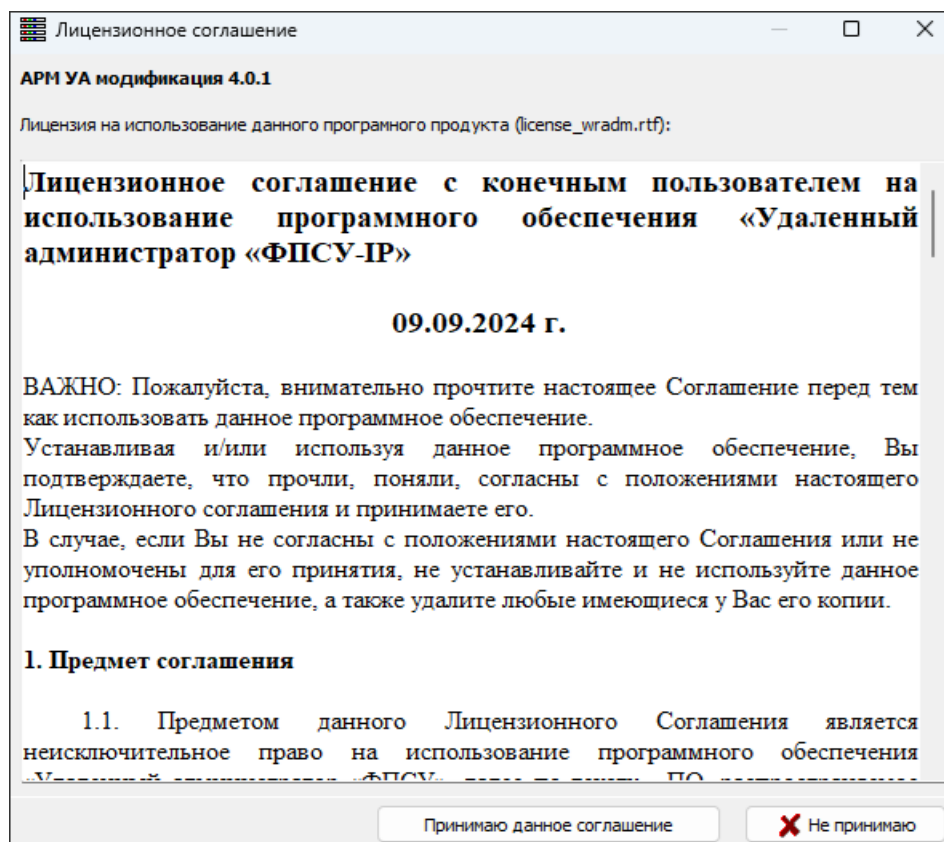 Лицензионное соглашение
АРМ УА модификация 4.0.1
Лицензия на использование данного програмного продукта (license_wradm.rtf):
Лицензионное соглашение с конечным пользователем на
использование программного обеспечения «Удаленный
администратор «ФПСУ-IP»
09.09.2024 г.
ВАЖНО: Пожалуйста, внимательно прочтите настоящее Соглашение перед тем
как использовать данное программное обеспечение.
Устанавливая и/или используя данное программное обеспечение, Вы
подтверждаете, что прочли, поняли, согласны с положениями настоящего
Лицензионного соглашения и принимаете его.
В случае, если Вы не согласны с положениями настоящего Соглашения или не
уполномочены для его принятия, не устанавливайте и не используйте данное
программное обеспечение, а также удалите любые имеющиеся у Вас его копии.
1. Предмет соглашения
1.1. Предметом данного Лицензионного Соглашения является
неисключительное право на использование программного обеспечения
«Удаленный администратор «ФПСУ»
Принимаю данное соглашение
Не принимаю